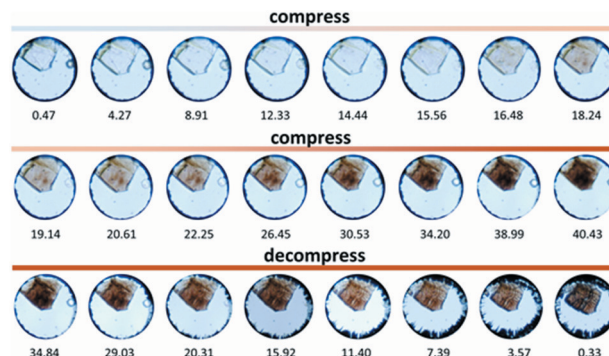 compress
0.47 4.27 8.91 12.33 14.44 15.56 16.48 18.24
compress
19.14 20.61 22.25 26.45 30.53 34.20 38.99 40.43
decompress
34.84 29.03 20.31 15.92 11.40 7.39 3.57 0.33